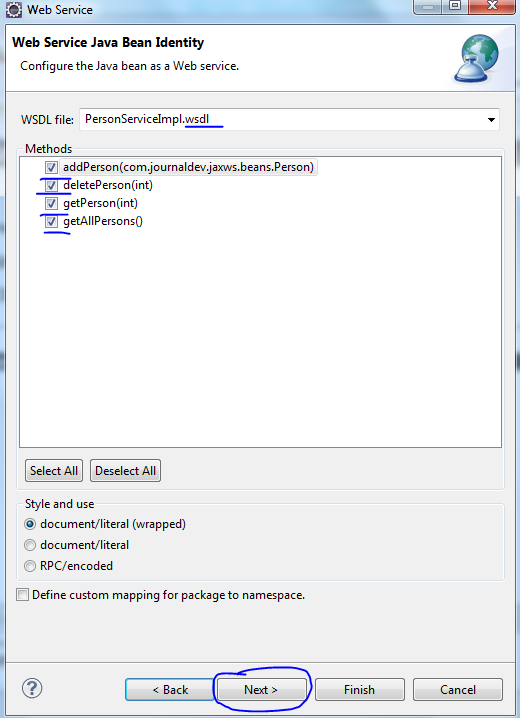 Web Service
Web Service Java Bean Identity
Configure the Java bean as a Web service.
WSDL file: PersonServiceImpl.wsdl
Methods
addPerson(com.journaldev.jaxws.beans.Person)
deletePerson(int)
getPerson(int)
getAllPersons()
Select All Deselect All
Style and use
document/literal (wrapped)
document/literal
RPC/encoded
Define custom mapping for package to namespace.
? < Back Next > Finish Cancel